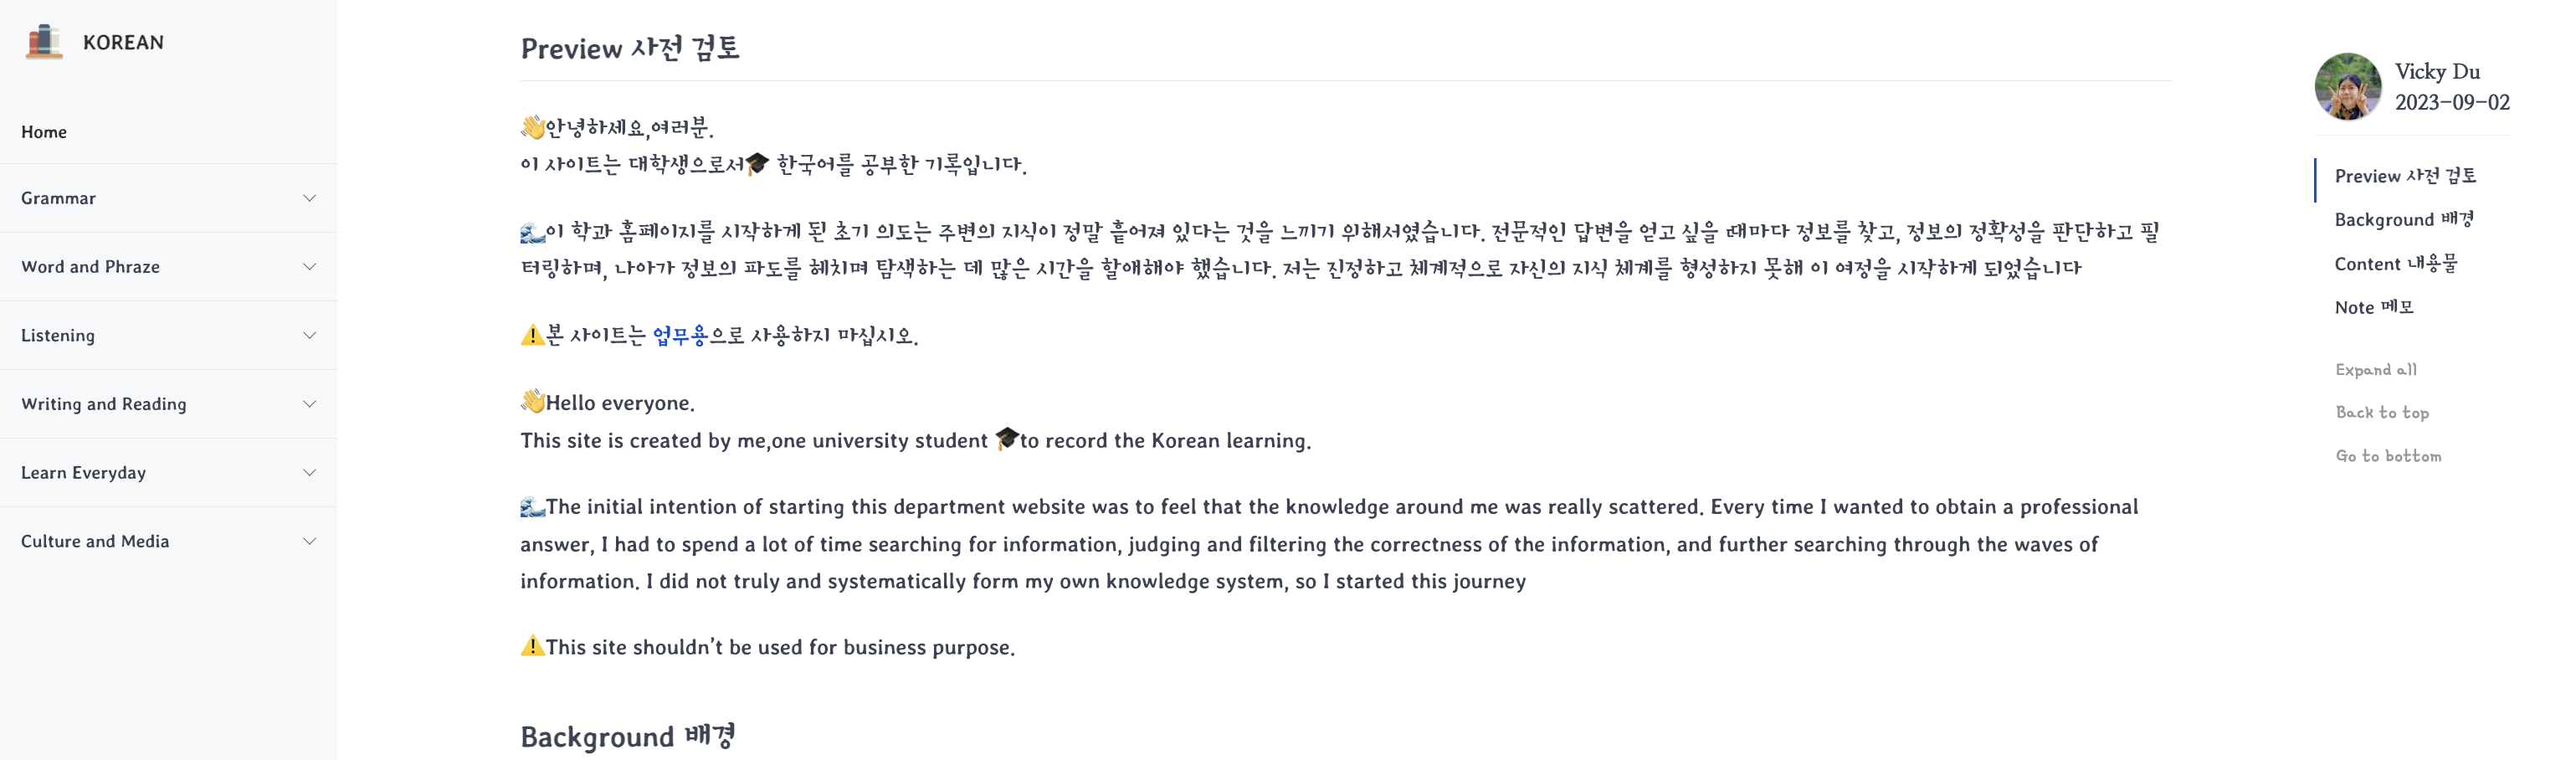 KOREAN
Home
Grammar
Word and Phraze
Listening
Writing and Reading
Learn Everyday
Culture and Media
Preview 사전 검토
👋안녕하세요,여러분.
이 사이트는 대학생으로서🎓 한국어를 공부한 기록입니다.
🌊이 학과 홈페이지를 시작하게 된 초기 의도는 주변의 지식이 정말 흩어져 있다는 것을 느끼기 위해서였습니다. 전문적인 답변을 얻고 싶을 때마다 정보를 찾고, 정보의 정확성을 판단하고 필
터링하며, 나아가 정보의 파도를 헤치며 탐색하는 데 많은 시간을 할애해야 했습니다. 저는 진정하고 체계적으로 자신의 지식 체계를 형성하지 못해 이 여정을 시작하게 되었습니다
⚠️본 사이트는 업무용으로 사용하지 마십시오.
👋Hello everyone.
This site is created by me,one university student 🎓to record the Korean learning.
🌊The initial intention of starting this department website was to feel that the knowledge around me was really scattered. Every time I wanted to obtain a professional
answer, I had to spend a lot of time searching for information, judging and filtering the correctness of the information, and further searching through the waves of
information. I did not truly and systematically form my own knowledge system, so I started this journey
⚠️This site shouldn't be used for business purpose.
Background 배경
Vicky Du
2023-09-02
Preview 사전 검토
Background 배경
Content 내용물
Note 메모
Expand all
Back to top
Go to bottom